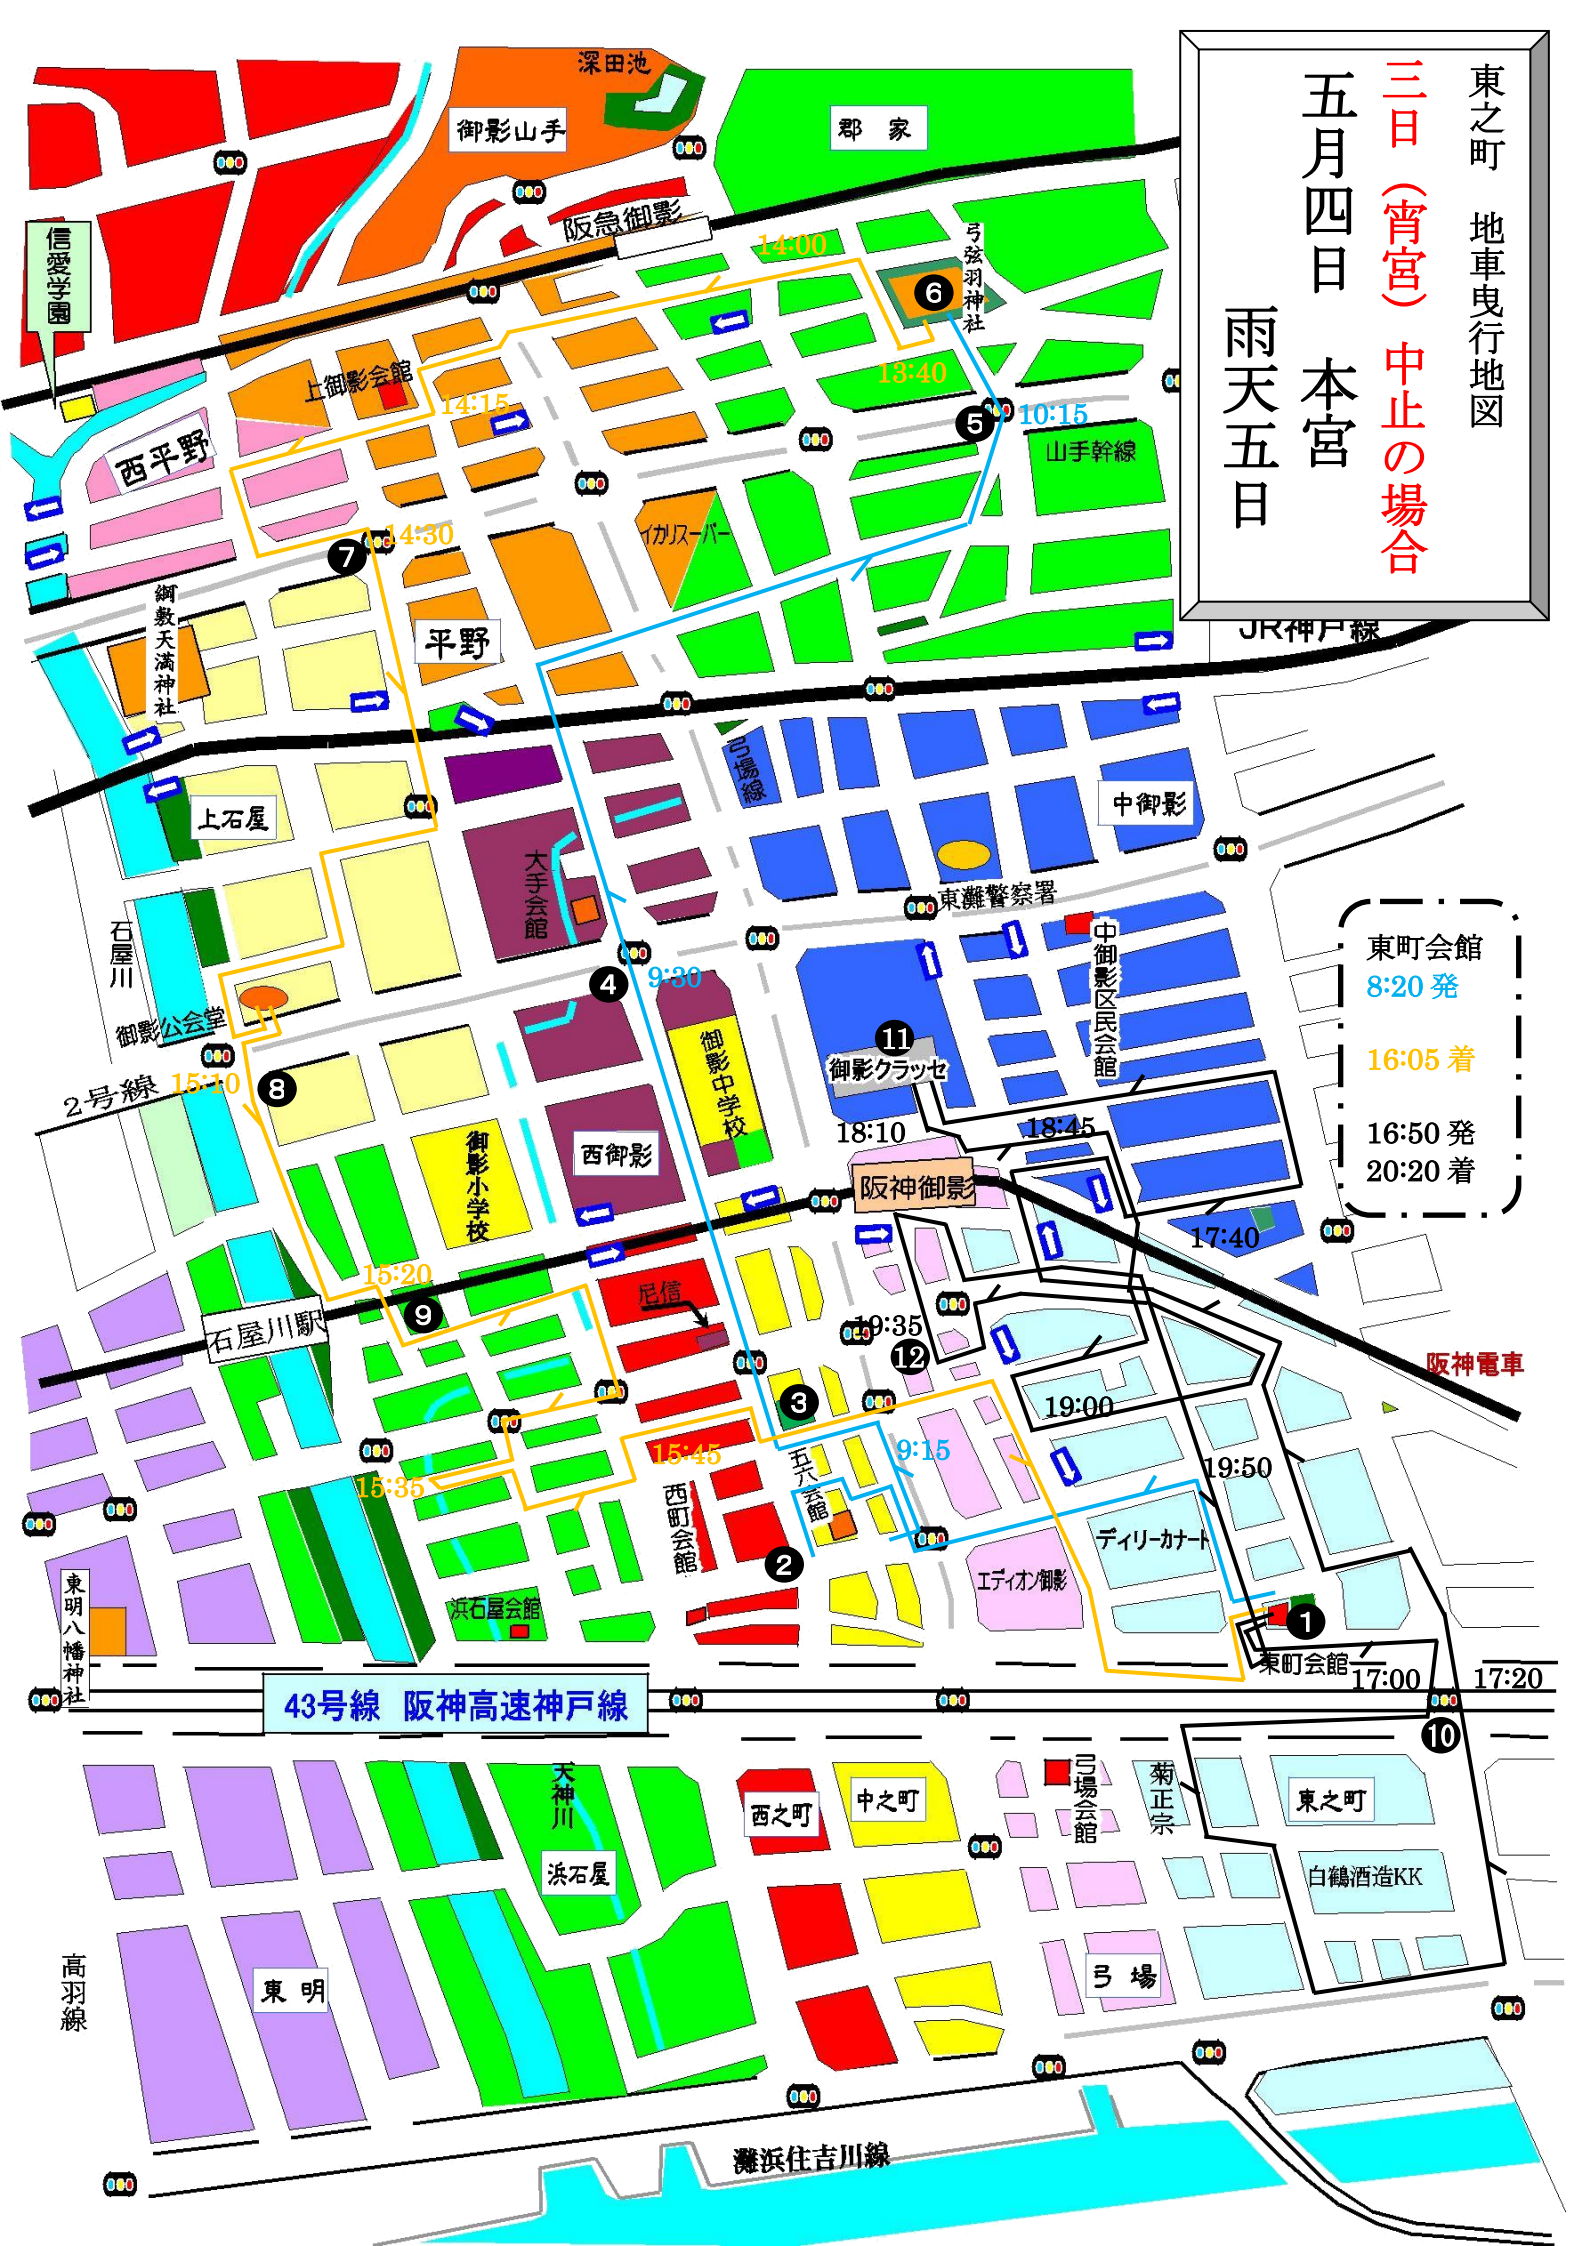 東之町 地車曳行地図
三日(宵宮)中止の場合
五月四日 本宮
雨天五日
深田池
御影山手
郡 家
阪急御影
信愛学園
14:00
弓弦羽神社
6
13:40
上御影会館
14:15
5
10:15
山手幹線
西平野
イカリスーパー
14:30
7
綱敷天満神社
平野
JR神戸線
弓場線
中御影
上石屋
大手会館
東灘警察署
石屋川
中御影区民会館
4
9:30
東町会館
8:20 発
16:05 着
16:50 発
20:20 着
御影公会堂
11
御影クラッセ
御影中学校
2号線
15:10
8
18:10
18:45
御影小学校
西御影
阪神御影
17:40
15:20
9
尼信
石屋川駅
19:35
12
阪神電車
3
19:00
15:45
9:15
15:35
五六会館
19:50
西町会館
ディリーカナート
2
エディオン御影
東明八幡神社
浜石屋会館
1
東町会館
17:00
17:20
43号線 阪神高速神戸線
10
天神川
弓場会館
菊正宗
西之町
中之町
東之町
浜石屋
白鶴酒造KK
高羽線
東 明
弓 場
灘浜住吉川線